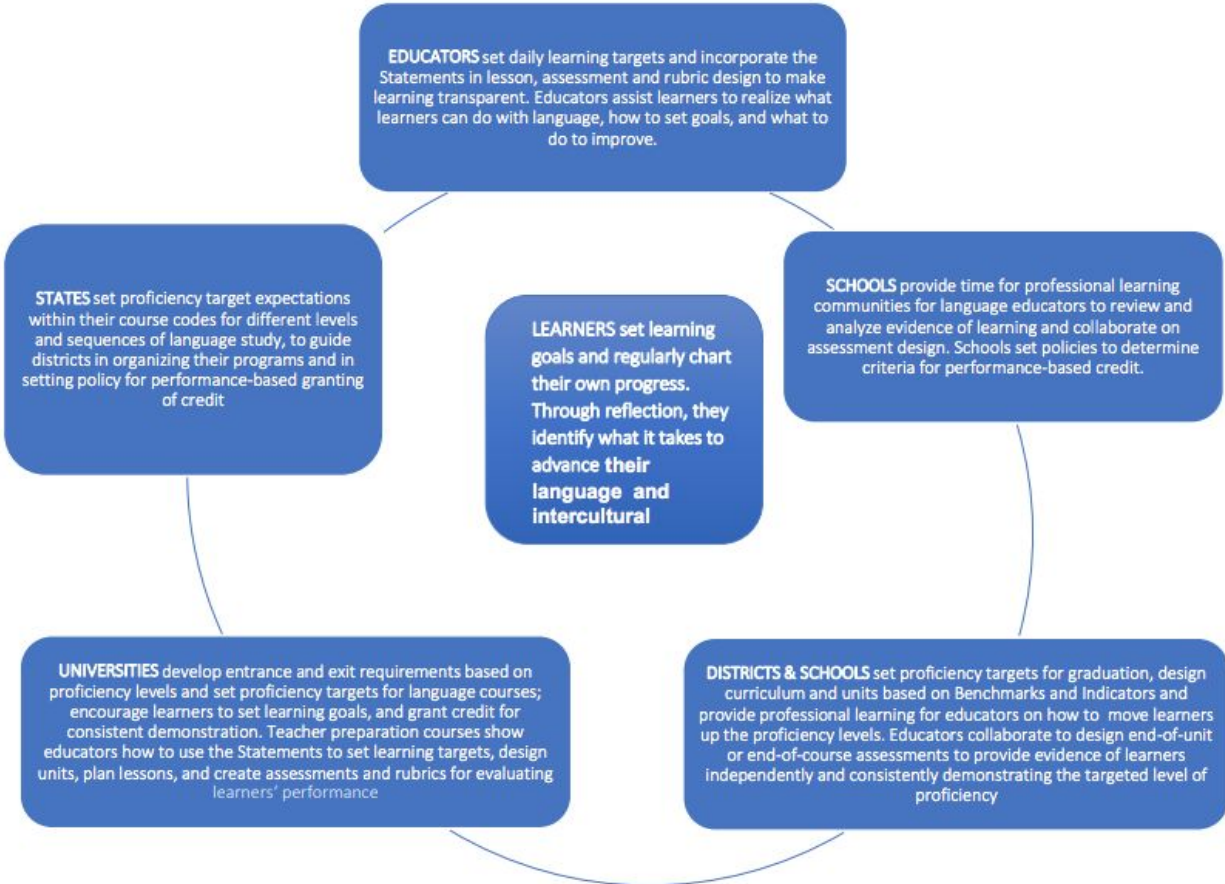 EDUCATORS set daily learning targets and incorporate the
Statements in lesson, assessment and rubric design to make
learning transparent. Educators assist learners to realize what
learners can do with language, how to set goals, and what to
do to improve.
STATES set proficiency target expectations
within their course codes for different levels
and sequences of language study, to guide
districts in organizing their programs and in
setting policy for performance-based granting
of credit
SCHOOLS provide time for professional learning
communities for language educators to review and
analyze evidence of learning and collaborate on
assessment design. Schools set policies to determine
criteria for performance-based credit.
LEARNERS set learning
goals and regularly chart
their own progress.
Through reflection, they
identify what it takes to
advance their
language and
intercultural
UNIVERSITIES develop entrance and exit requirements based on
proficiency levels and set proficiency targets for language courses;
encourage learners to set learning goals, and grant credit for
consistent demonstration. Teacher preparation courses show
educators how to use the Statements to set learning targets, design
units, plan lessons, and create assessments and rubrics for evaluating
learners' performance
DISTRICTS & SCHOOLS set proficiency targets for graduation, design
curriculum and units based on Benchmarks and Indicators and
provide professional learning for educators on how to move learners
up the proficiency levels. Educators collaborate to design end-of-unit
or end-of-course assessments to provide evidence of learners
independently and consistently demonstrating the targeted level of
proficiency